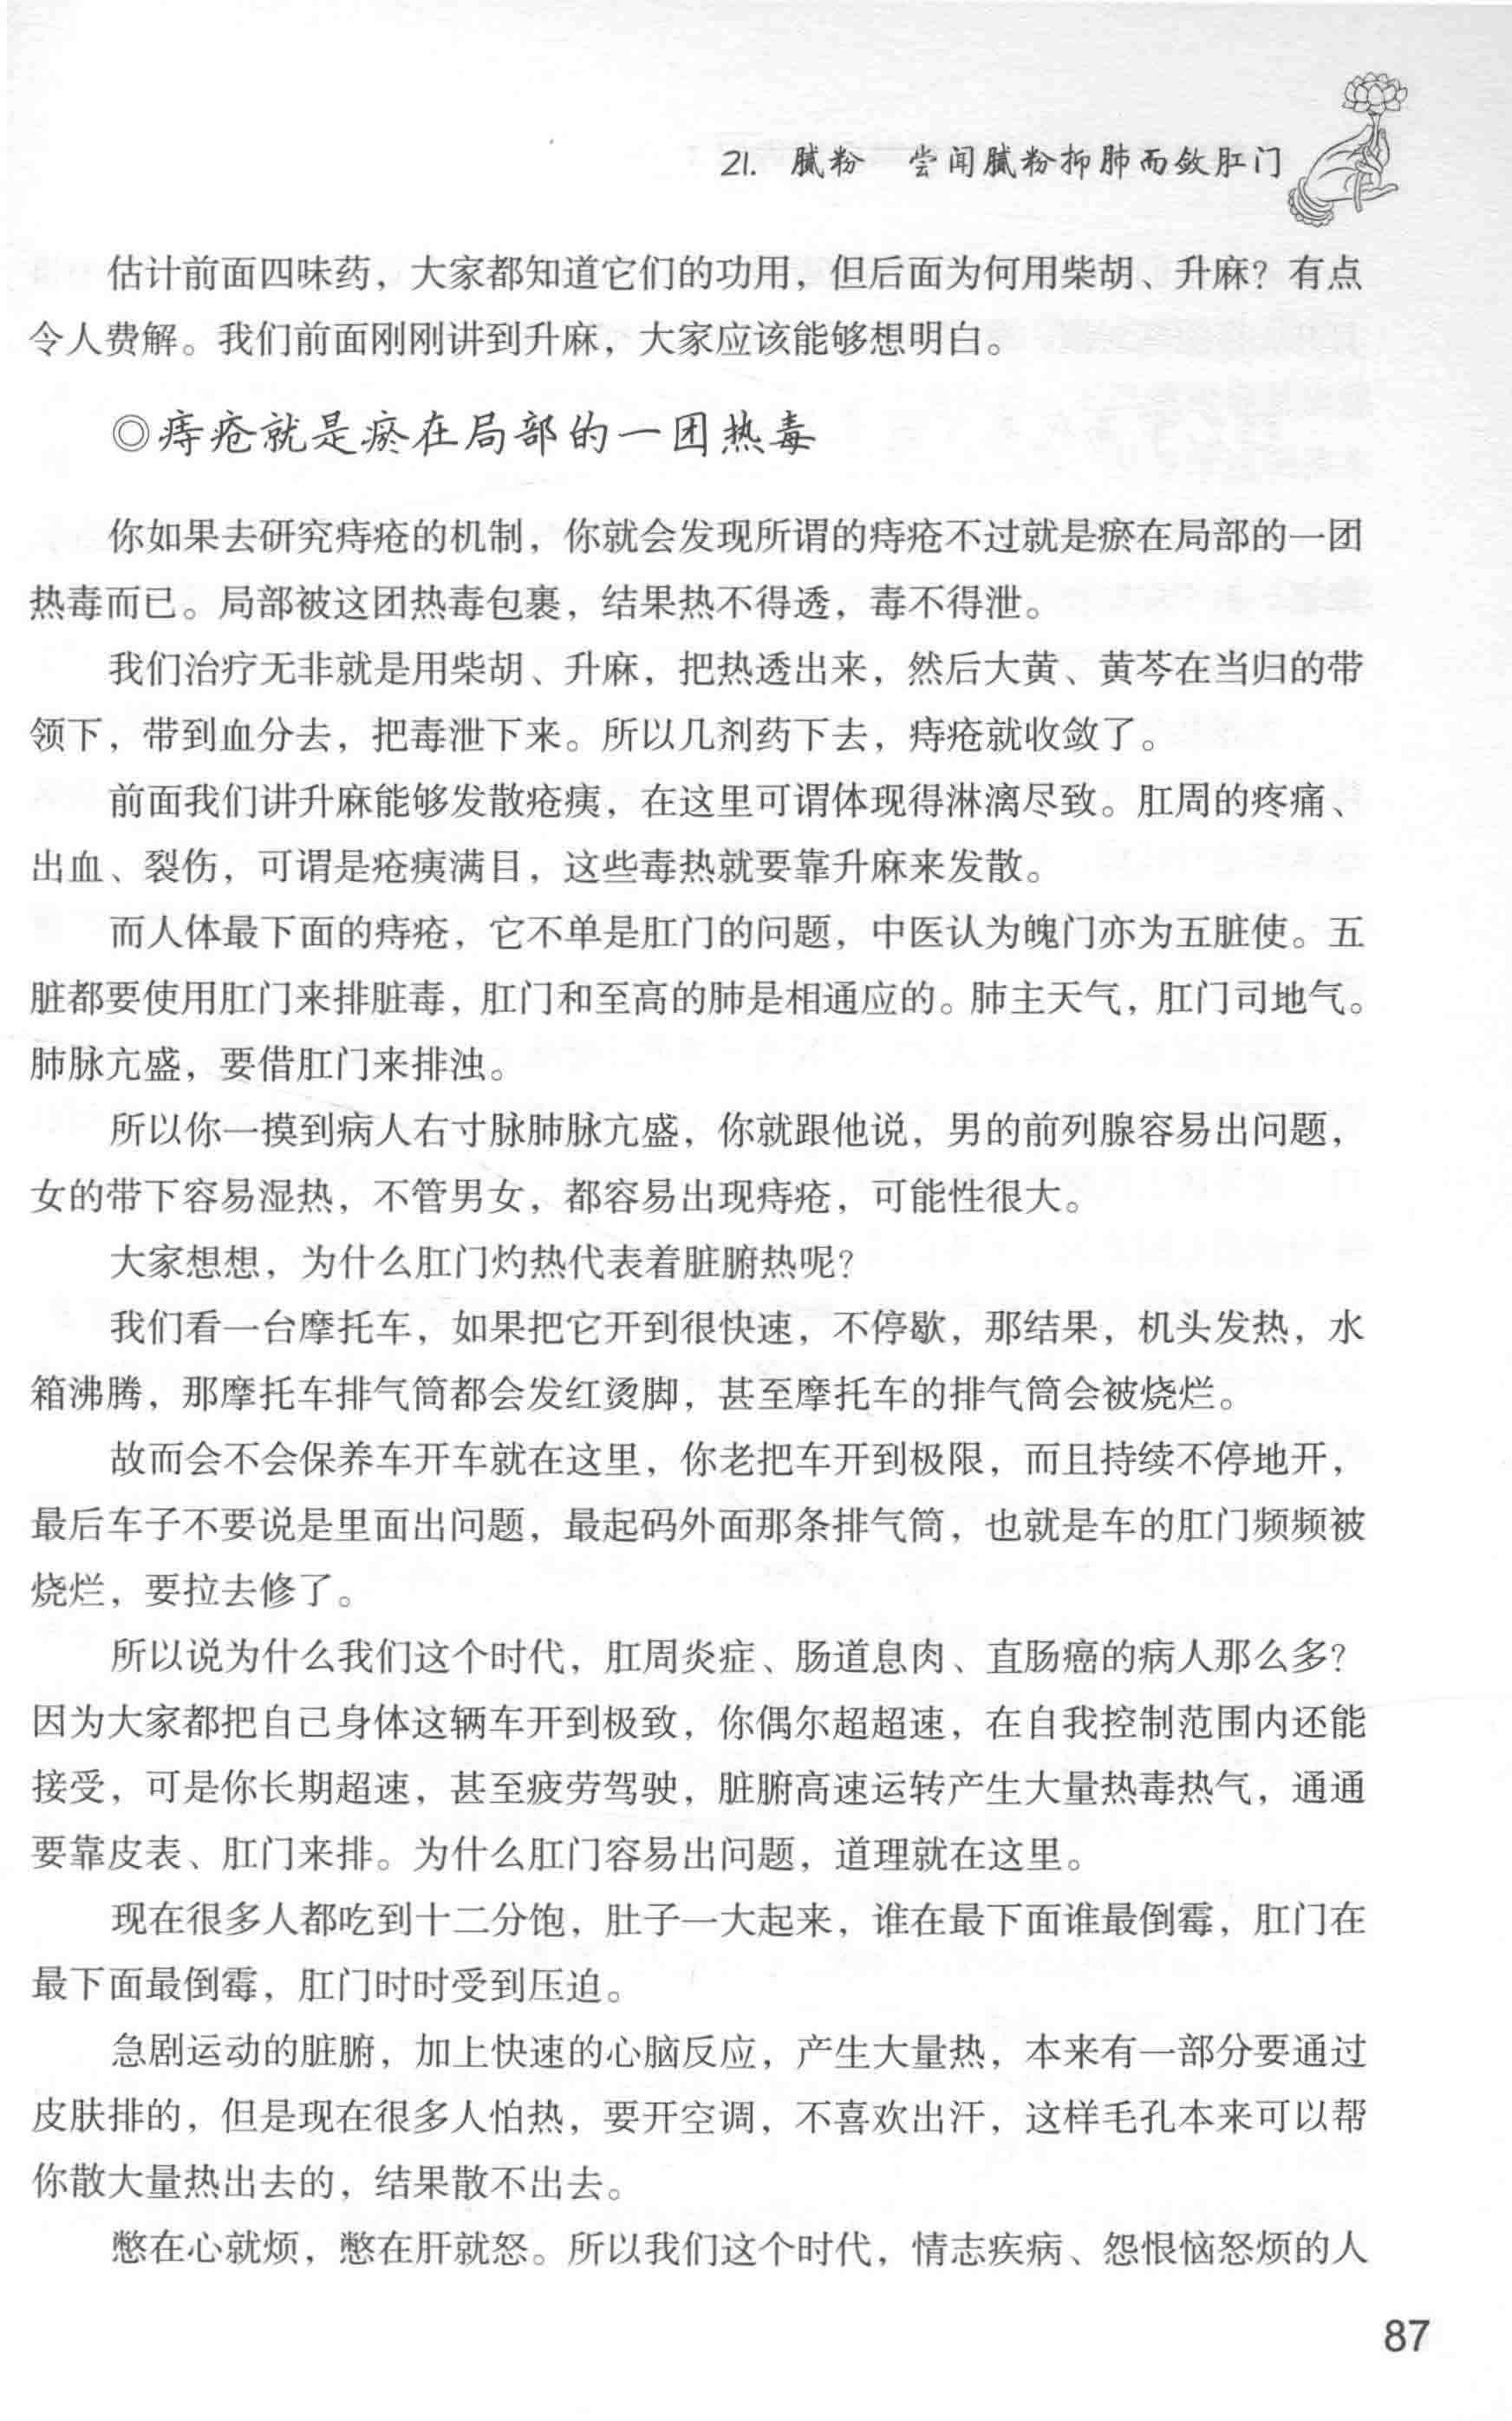 21. 腻粉 尝闻腻粉抑肺而敛肛门
估计前面四味药，大家都知道它们的功用，但后面为何用柴胡、升麻？有点
令人费解。我们前面刚刚讲到升麻，大家应该能够想明白。
◎痔疮就是瘀在局部的一团热毒
你如果去研究痔疮的机制，你就会发现所谓的痔疮不过就是瘀在局部的一团
热毒而已。局部被这团热毒包裹，结果热不得透，毒不得泄。
我们治疗无非就是用柴胡、升麻，把热透出来，然后大黄、黄芩在当归的带
领下，带到血分去，把毒泄下来。所以几剂药下去，痔疮就收敛了。
前面我们讲升麻能够发散疮痍，在这里可谓体现得淋漓尽致。肛周的疼痛、
出血、裂伤，可谓是疮痍满目，这些毒热就要靠升麻来发散。
而人体最下面的痔疮，它不单是肛门的问题，中医认为魄门亦为五脏使。五
脏都要使用肛门来排脏毒，肛门和至高的肺是相通应的。肺主天气，肛门司地气。
肺脉亢盛，要借肛门来排浊。
所以你一摸到病人右寸脉肺脉亢盛，你就跟他说，男的前列腺容易出问题，
女的带下容易湿热，不管男女，都容易出现痔疮，可能性很大。
大家想想，为什么肛门灼热代表着脏腑热呢？
我们看一台摩托车，如果把它开到很快速，不停歇，那结果，机头发热，水
箱沸腾，那摩托车排气筒都会发红烫脚，甚至摩托车的排气筒会被烧烂。
故而会不会保养车开车就在这里，你老把车开到极限，而且持续不停地开，
最后车子不要说是里面出问题，最起码外面那条排气筒，也就是车的肛门频频被
烧烂，要拉去修了。
所以说为什么我们这个时代，肛周炎症、肠道息肉、直肠癌的病人那么多？
因为大家都把自己身体这辆车开到极致，你偶尔超超速，在自我控制范围内还能
接受，可是你长期超速，甚至疲劳驾驶，脏腑高速运转产生大量热毒热气，通通
要靠皮表、肛门来排。为什么肛门容易出问题，道理就在这里。
现在很多人都吃到十二分饱，肚子一大起来，谁在最下面谁最倒霉，肛门在
最下面最倒霉，肛门时时受到压迫。
急剧运动的脏腑，加上快速的心脑反应，产生大量热，本来有一部分要通过
皮肤排的，但是现在很多人怕热，要开空调，不喜欢出汗，这样毛孔本来可以帮
你散大量热出去的，结果散不出去。
憋在心就烦，憋在肝就怒。所以我们这个时代，情志疾病、怨恨恼怒烦的人
87